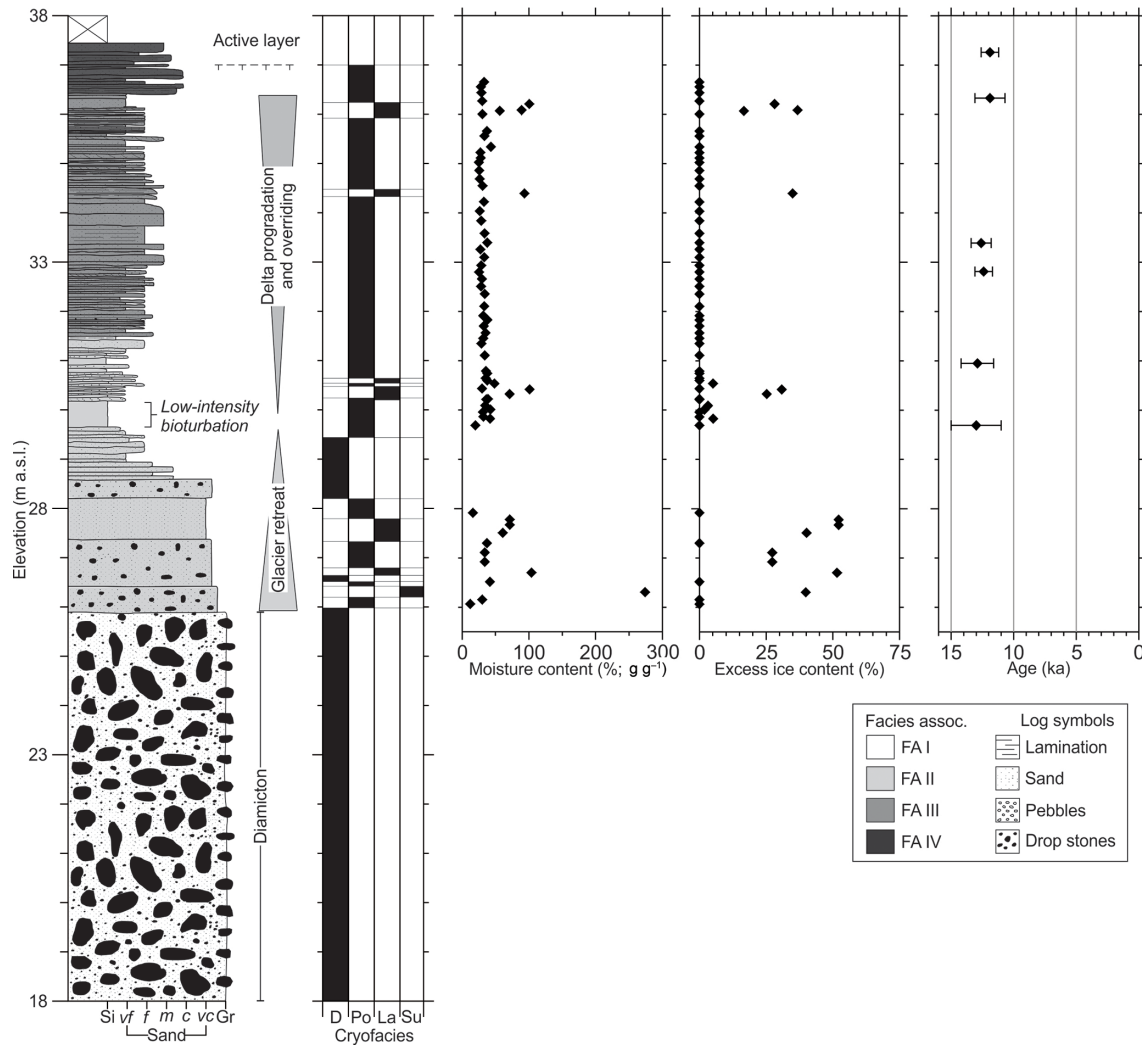 38
33
28
23
18
Elevation (m a.s.l.)
Si vf f m c vc Gr
Sand
Active layer
Delta progradation
and overriding
Low-intensity
bioturbation
Glacier retreat
Diamicton
D Po La Su
Cryofacies
0 100 200 300
Moisture content (%; g g⁻¹)
0 25 50 75
Excess ice content (%)
15 10 5 0
Age (ka)
Facies assoc.
FA I
FA II
FA III
FA IV
Log symbols
Lamination
Sand
Pebbles
Drop stones